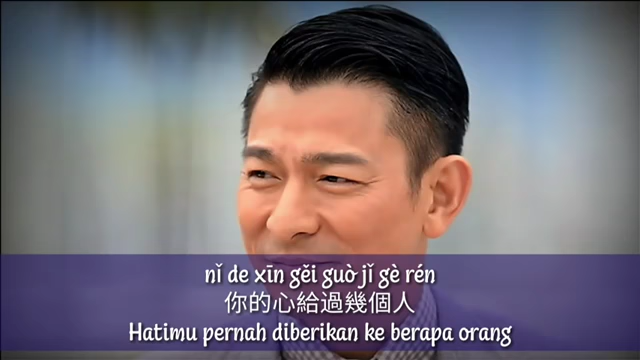 nǐ de xīn gěi guò jǐ gè rén
你的心給過幾個人
Hatimu pernah diberikan ke berapa orang